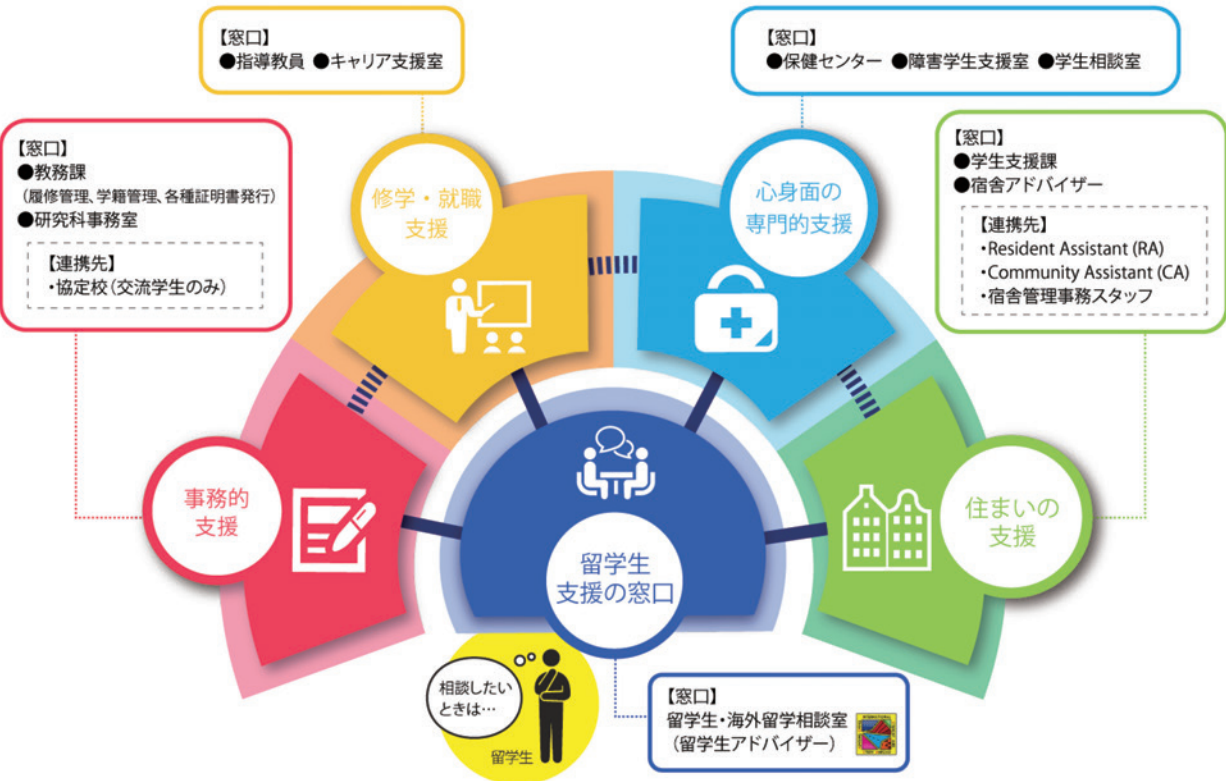 【窓口】
●指導教員 ●キャリア支援室
【窓口】
●保健センター ●障害学生支援室 ●学生相談室
【窓口】
●教務課
(履修管理、学籍管理、各種証明書発行)
●研究科事務室
【連携先】
・協定校(交流学生のみ)
【窓口】
●学生支援課
●宿舎アドバイザー
【連携先】
・Resident Assistant (RA)
・Community Assistant (CA)
・宿舎管理事務スタッフ
修学・就職
支援
心身面の
専門的支援
事務的
支援
住まいの
支援
留学生
支援の窓口
相談したい
ときは…
留学生
【窓口】
留学生・海外留学相談室
(留学生アドバイザー)